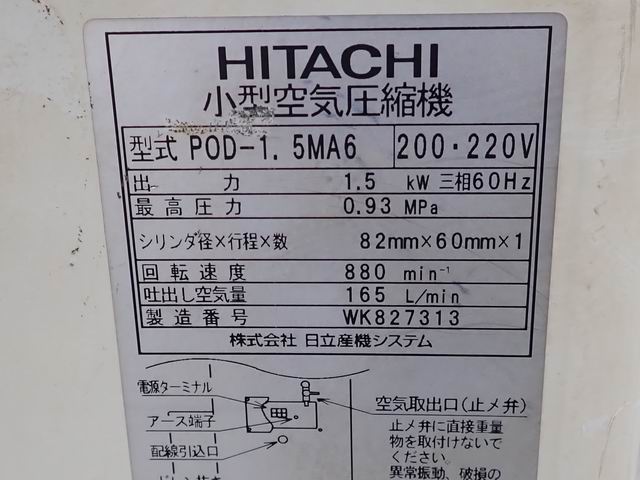 HITACHI
小型空気圧縮機
型式 POD-1.5MA6 200・220V
出力 1.5 kW 三相60Hz
最高圧力 0.93 MPa
シリンダ径×行程×数 82mm×60mm×1
回転速度 880 min⁻¹
吐出し空気量 165 L/min
製造番号 WK827313
株式会社 日立産機システム
電源ターミナル
アース端子
配線引込口
空気取出口(止メ弁)
止メ弁に直接重量
物を取付けないで
ください。
異常振動、破損の